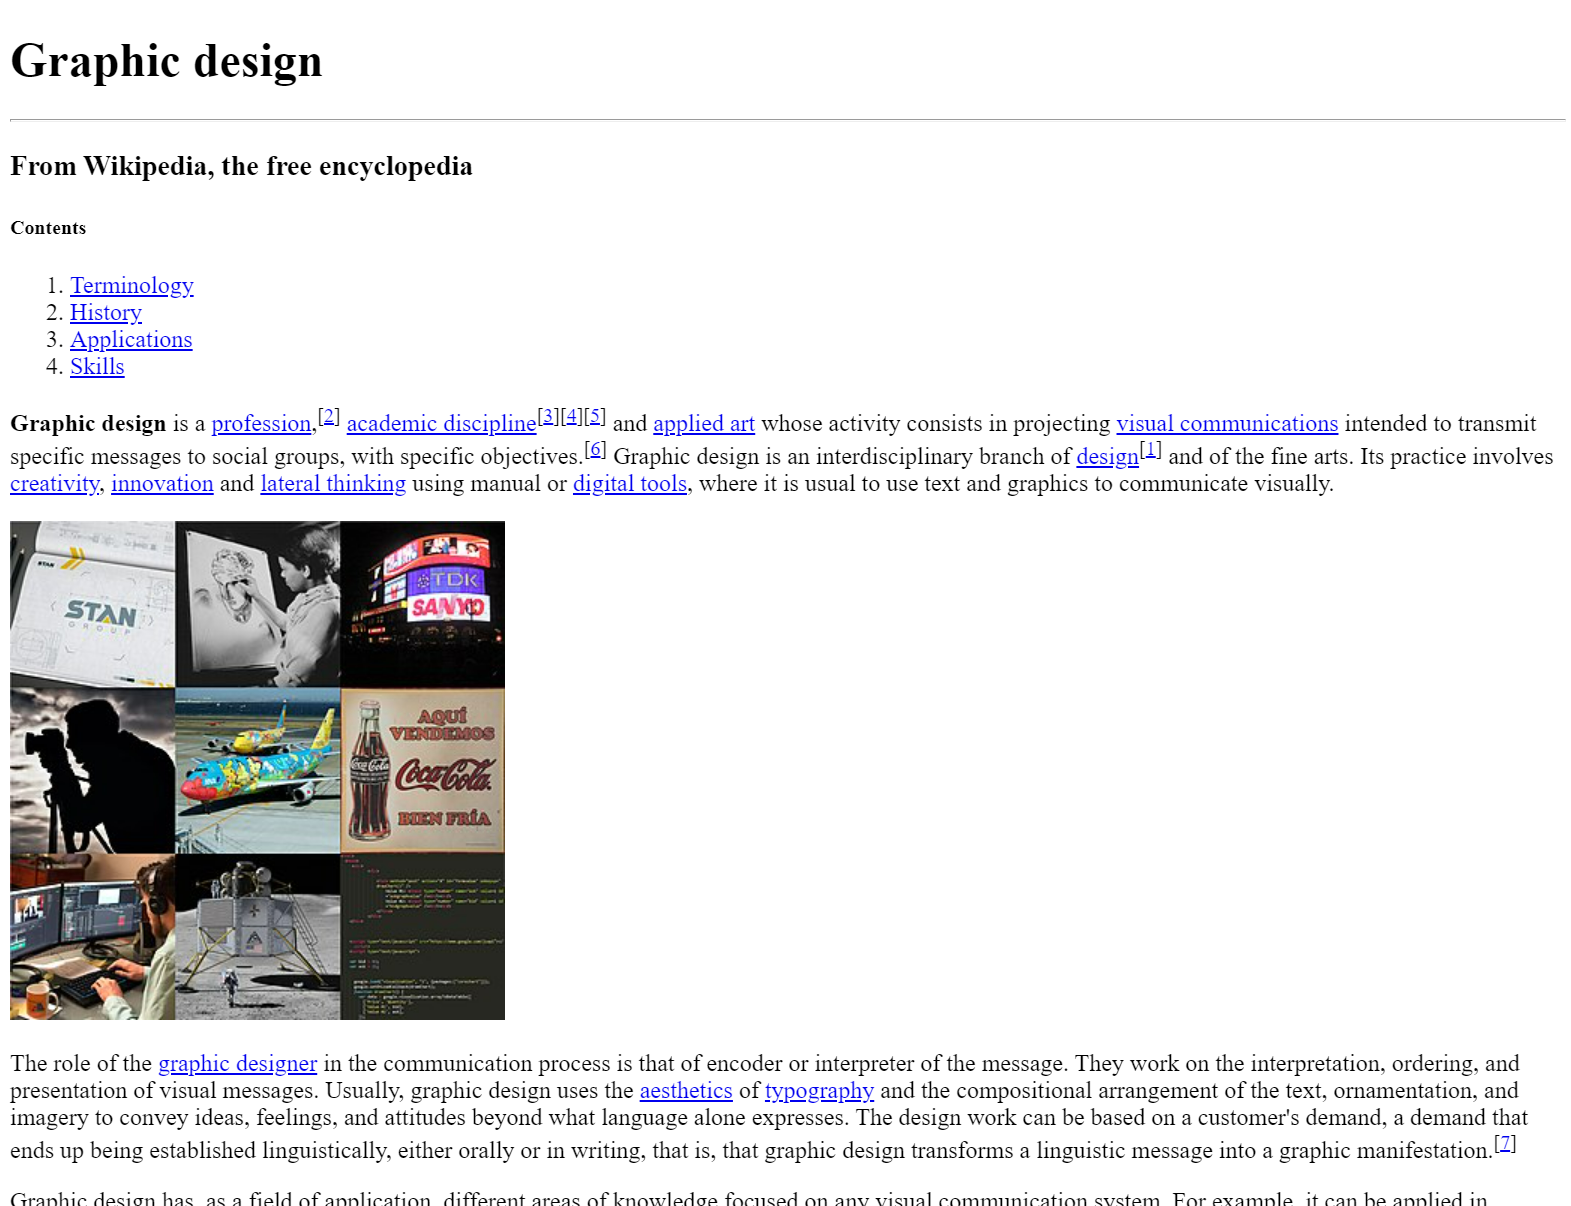 Graphic design
From Wikipedia, the free encyclopedia
Contents
1. Terminology
2. History
3. Applications
4. Skills
Graphic design is a profession,[2] academic discipline[3][4][5] and applied art whose activity consists in projecting visual communications intended to transmit
specific messages to social groups, with specific objectives.[6] Graphic design is an interdisciplinary branch of design[1] and of the fine arts. Its practice involves
creativity, innovation and lateral thinking using manual or digital tools, where it is usual to use text and graphics to communicate visually.
STAN
STAN
GROUP
TDK
SANYO
AQUÍ
VENDEMOS
Coca-Cola
Coca-Cola.
BIEN FRÍA
The role of the graphic designer in the communication process is that of encoder or interpreter of the message. They work on the interpretation, ordering, and
presentation of visual messages. Usually, graphic design uses the aesthetics of typography and the compositional arrangement of the text, ornamentation, and
imagery to convey ideas, feelings, and attitudes beyond what language alone expresses. The design work can be based on a customer's demand, a demand that
ends up being established linguistically, either orally or in writing, that is, that graphic design transforms a linguistic message into a graphic manifestation.[7]
Graphic design has, as a field of application, different areas of knowledge focused on any visual communication system. For example, it can be applied in